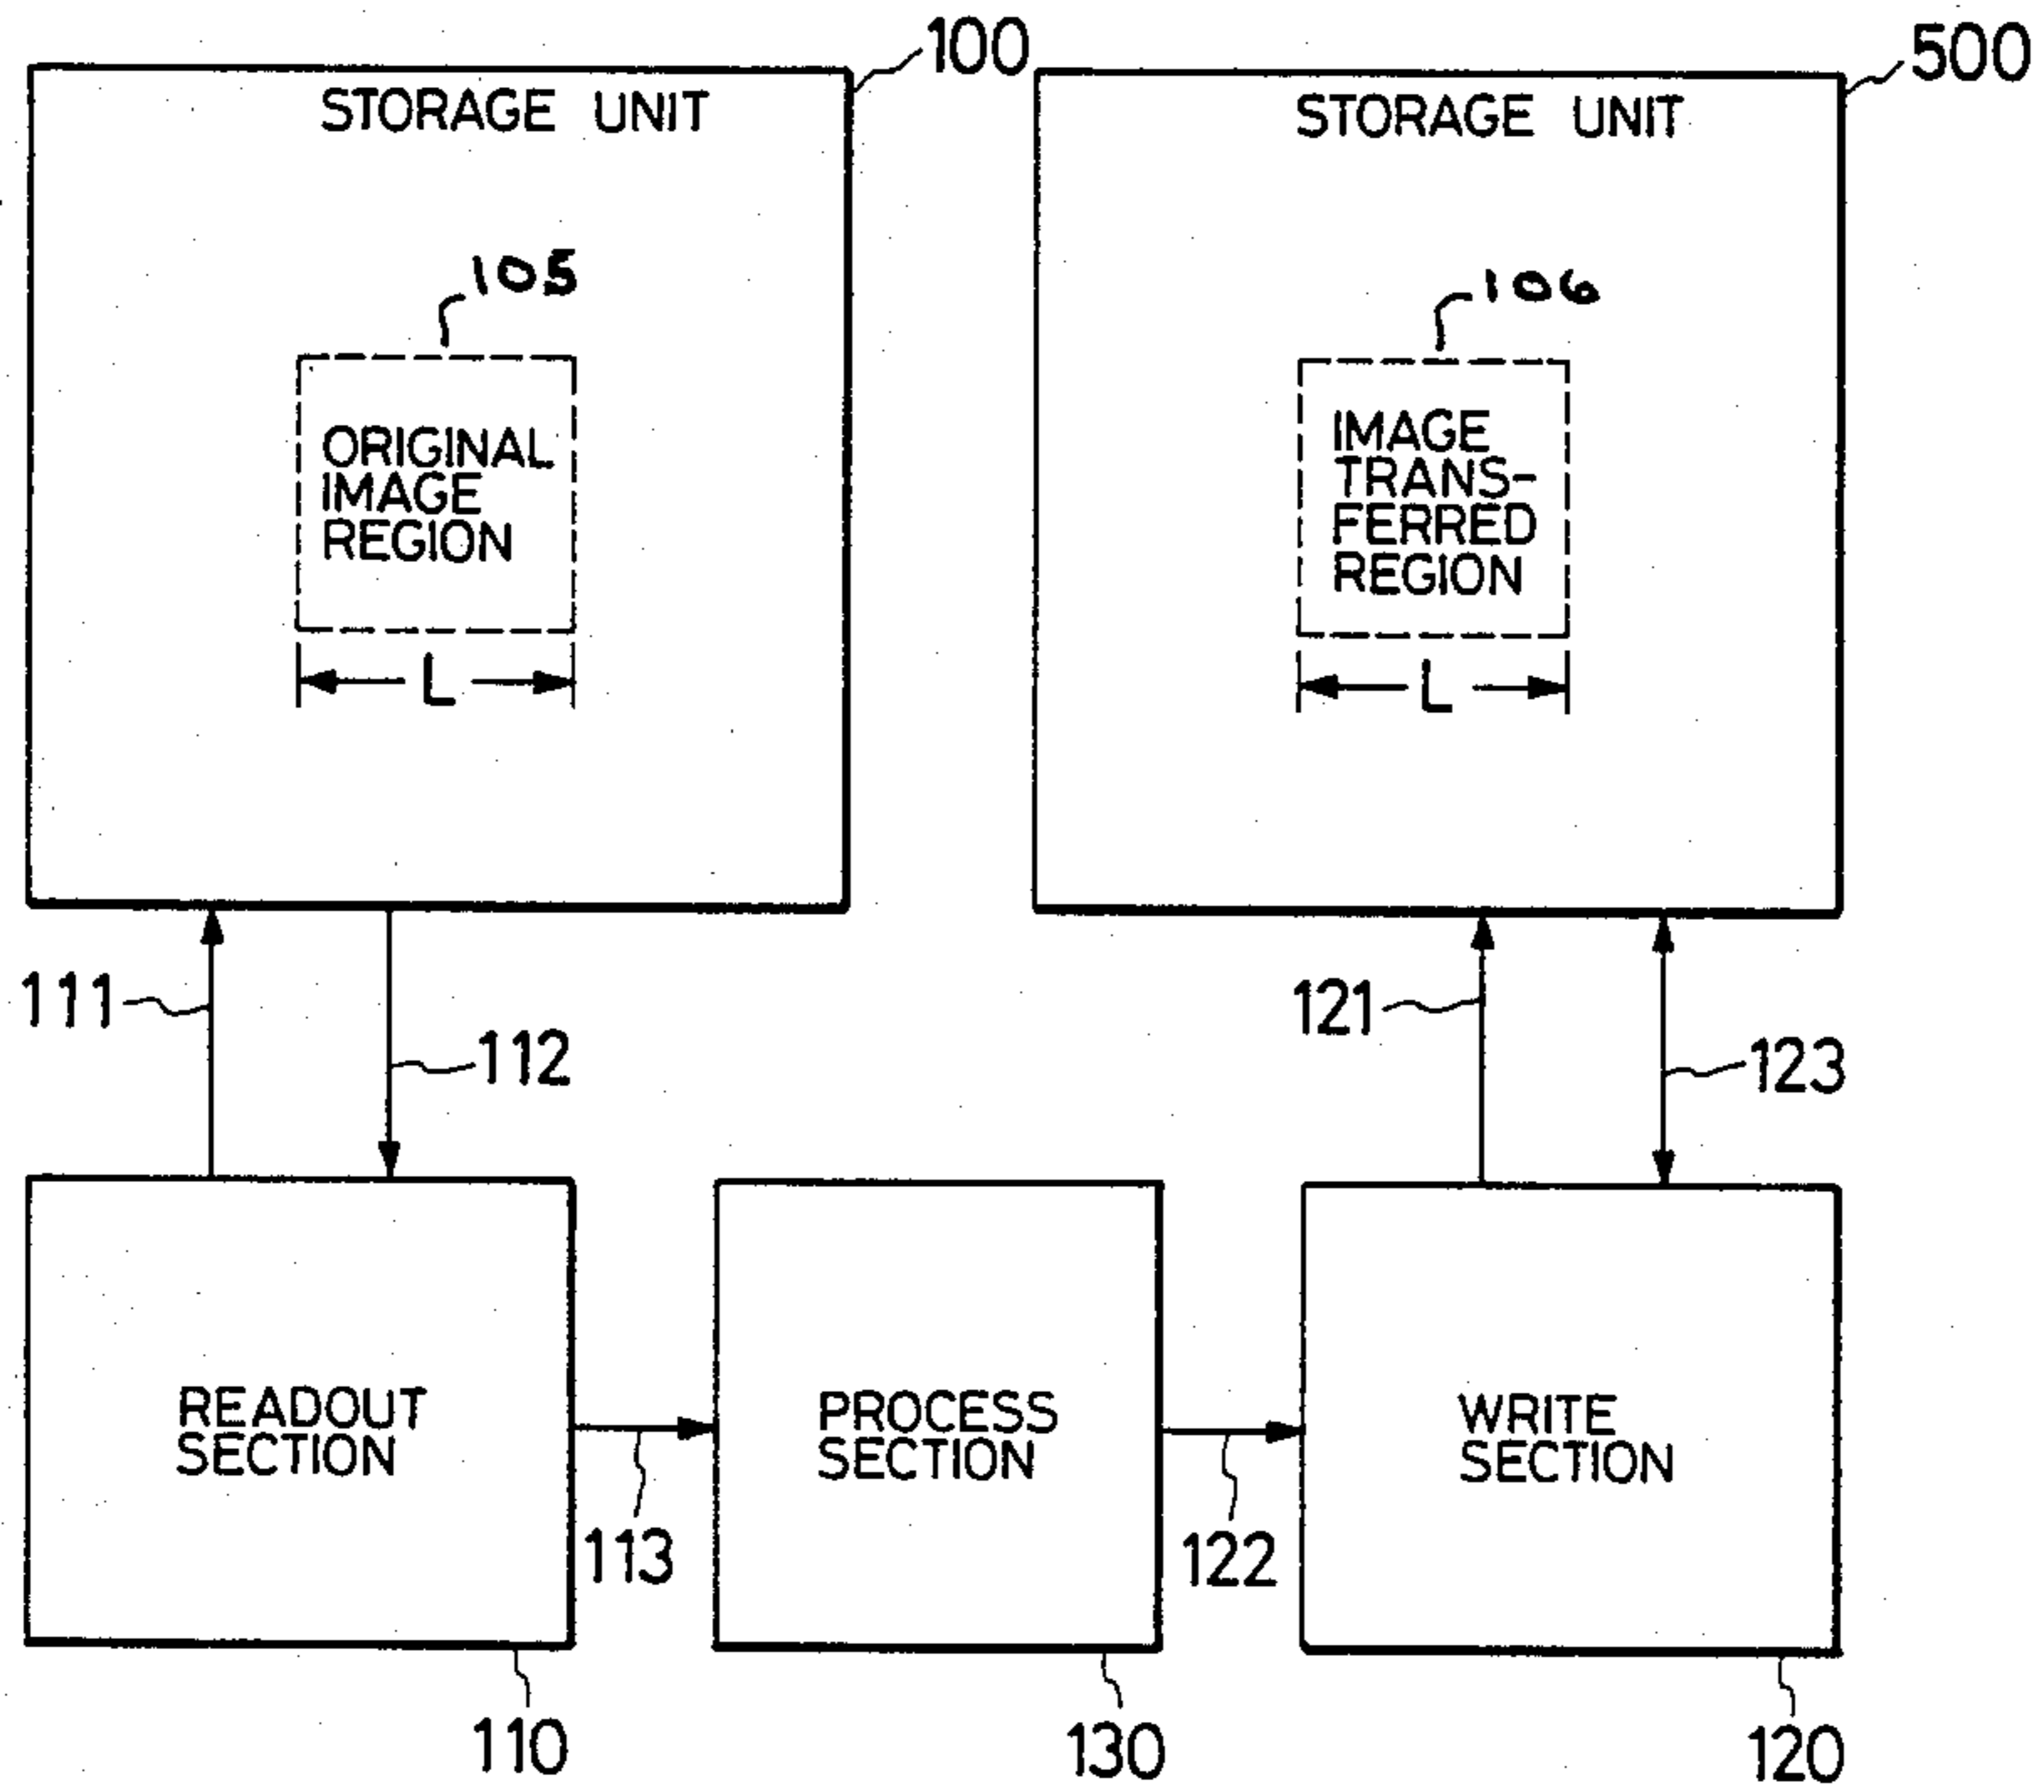 100
500
STORAGE UNIT
STORAGE UNIT
105
106
ORIGINAL
IMAGE
REGION
IMAGE
TRANS-
FERRED
REGION
L
L
111
112
121
123
READOUT
SECTION
PROCESS
SECTION
WRITE
SECTION
113
122
110
130
120